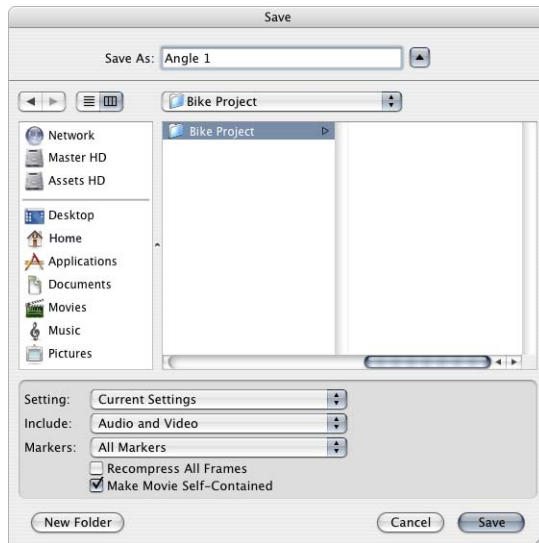 Save
Save As: Angle 1
Bike Project
Network
Master HD
Assets HD
Desktop
Home
Applications
Documents
Movies
Music
Pictures
Bike Project
Setting: Current Settings
Include: Audio and Video
Markers: All Markers
Recompress All Frames
Make Movie Self-Contained
New Folder
Cancel
Save